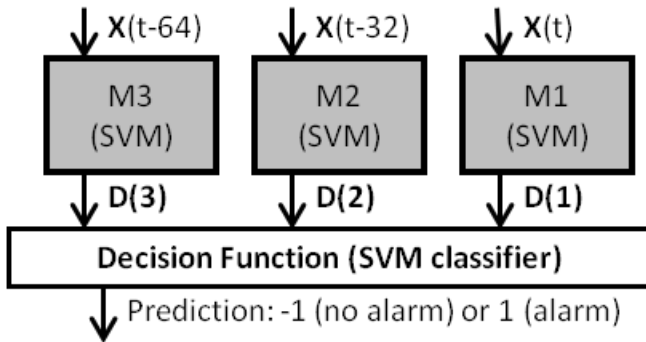 X(t-64) X(t-32) X(t)
M3 M2 M1
(SVM) (SVM) (SVM)
D(3) D(2) D(1)
Decision Function (SVM classifier)
Prediction: -1 (no alarm) or 1 (alarm)